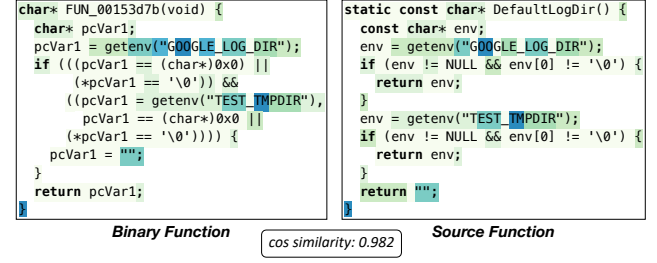 char* FUN_00153d7b(void) {
char* pcVar1;
pcVar1 = getenv("GOOGLE_LOG_DIR");
if (((pcVar1 == (char*)0x0) ||
(*pcVar1 == '\0')) &&
((pcVar1 = getenv("TEST_TMPDIR"),
pcVar1 == (char*)0x0 ||
(*pcVar1 == '\0')))) {
pcVar1 = "";
}
return pcVar1;
}
Binary Function
static const char* DefaultLogDir() {
const char* env;
env = getenv("GOOGLE_LOG_DIR");
if (env != NULL && env[0] != '\0') {
return env;
}
env = getenv("TEST_TMPDIR");
if (env != NULL && env[0] != '\0') {
return env;
}
return "";
}
Source Function
cos similarity: 0.982